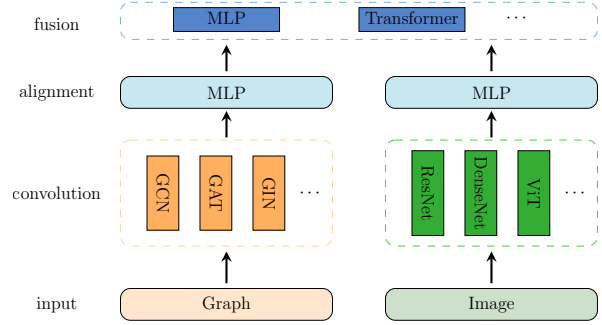 fusion
MLP
Transformer
···
alignment
MLP
MLP
convolution
GCN
GAT
GIN
···
ResNet
DenseNet
ViT
···
input
Graph
Image